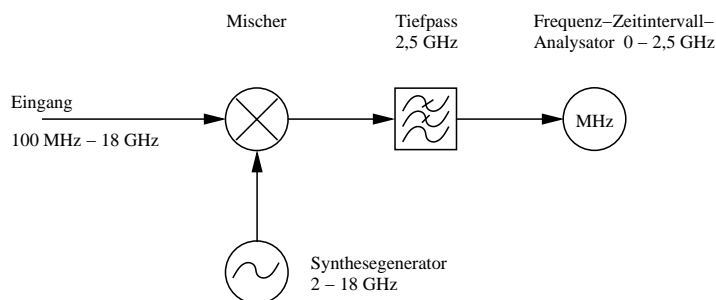 Mischer
Tiefpass
2,5 GHz
Frequenz–Zeitintervall–
Analysator 0 – 2,5 GHz
Eingang
100 MHz – 18 GHz
MHz
Synthesegenerator
2 – 18 GHz